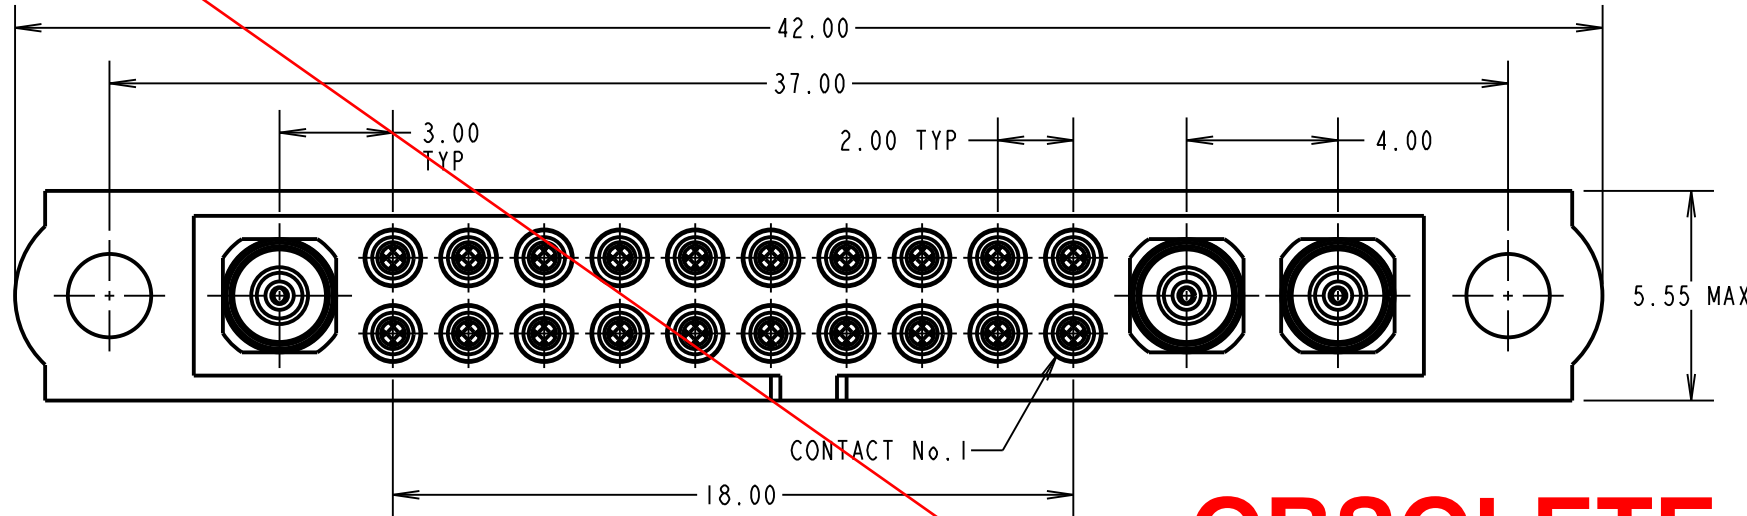 42.00
37.00
3.00
TYP
2.00 TYP
4.00
5.55 MAX
CONTACT No.1
18.00
OBSOLETE